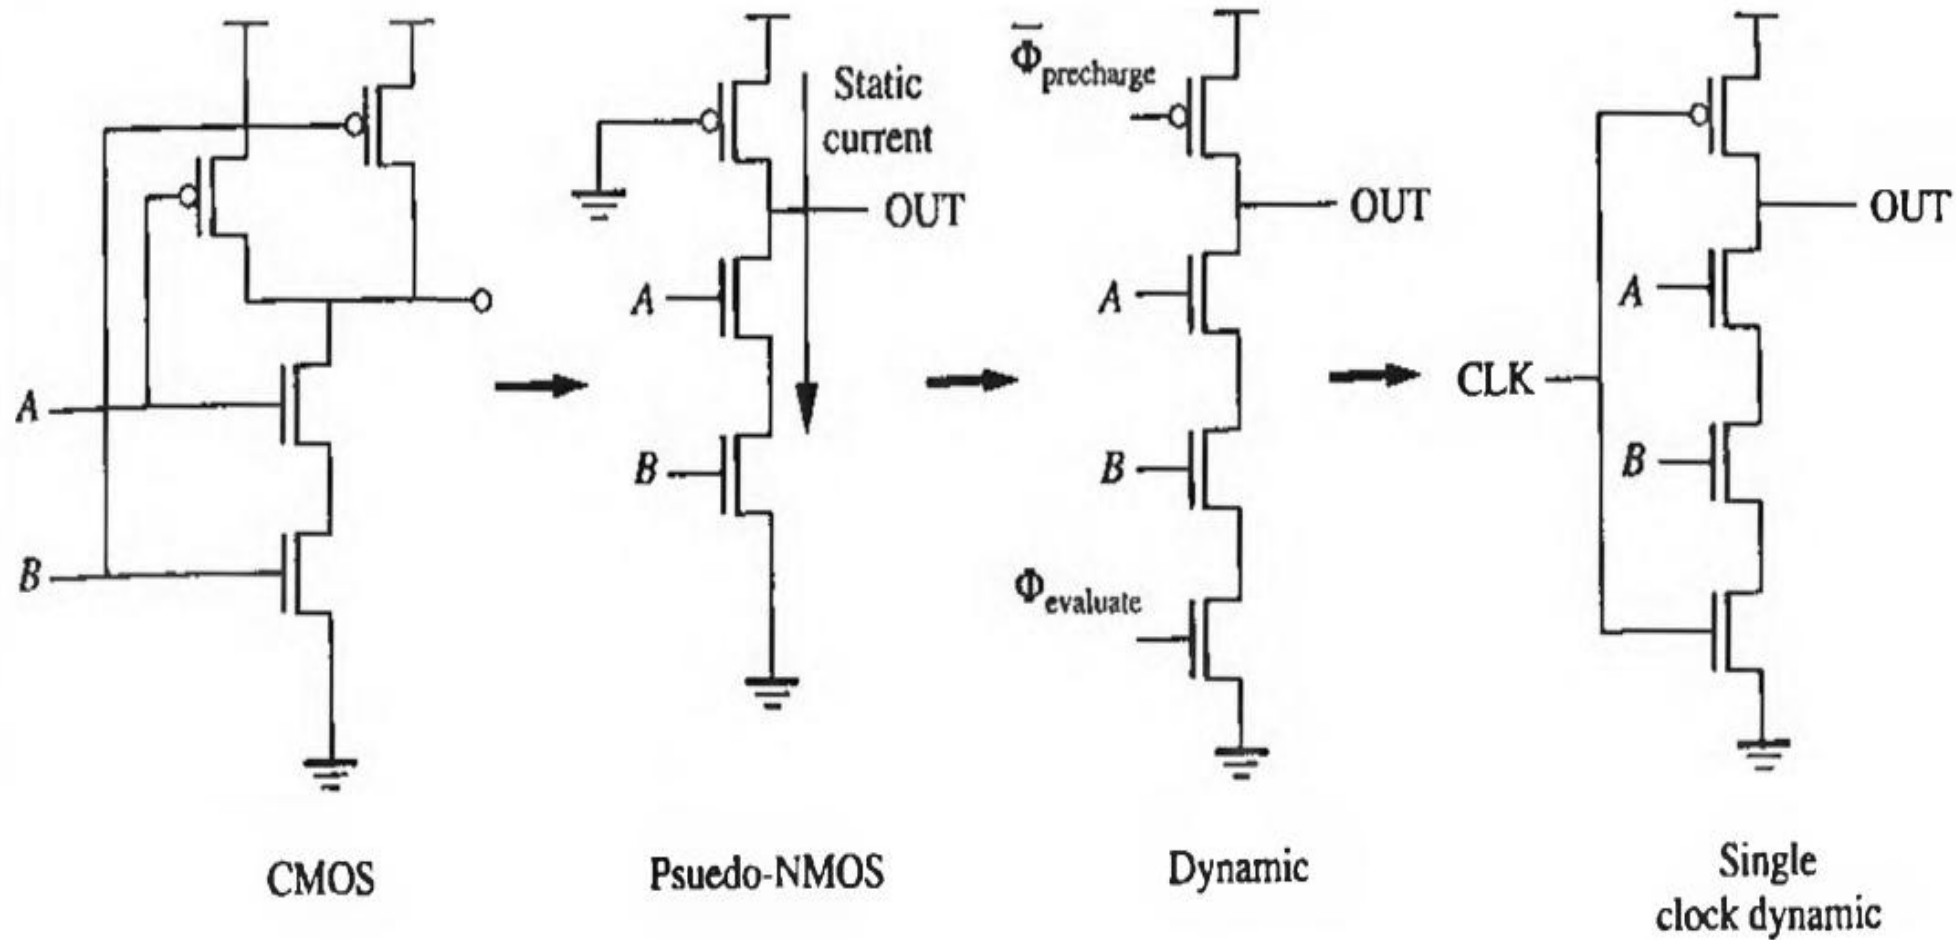 A
B
CMOS
Static
current
OUT
A
B
Psuedo-NMOS
Φ̅precharge
OUT
A
B
Φevaluate
Dynamic
OUT
A
CLK
B
Single
clock dynamic